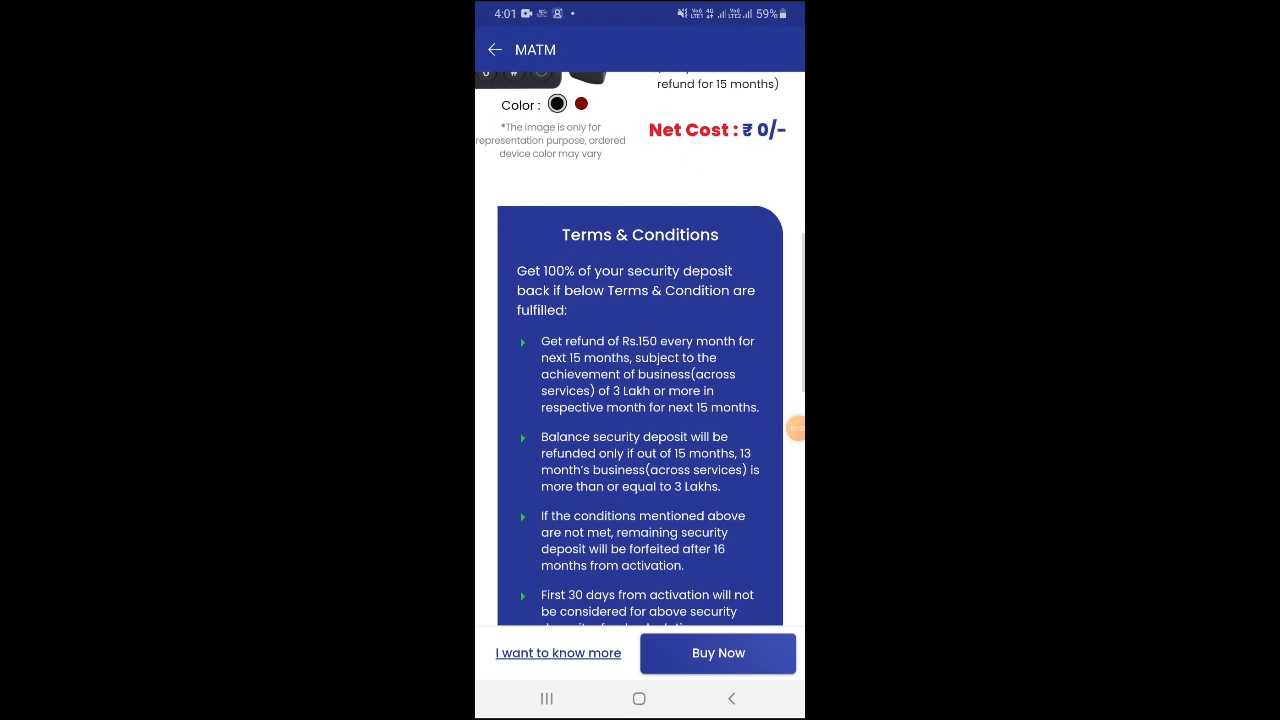 4:01
59%
MATM
refund for 15 months)
Color :
*The image is only for
representation purpose, ordered
device color may vary
Net Cost : ₹ 0/-
Terms & Conditions
Get 100% of your security deposit
back if below Terms & Condition are
fulfilled:
Get refund of Rs.150 every month for
next 15 months, subject to the
achievement of business(across
services) of 3 Lakh or more in
respective month for next 15 months.
Balance security deposit will be
refunded only if out of 15 months, 13
month's business(across services) is
more than or equal to 3 Lakhs.
If the conditions mentioned above
are not met, remaining security
deposit will be forfeited after 16
months from activation.
First 30 days from activation will not
be considered for above security
I want to know more
Buy Now